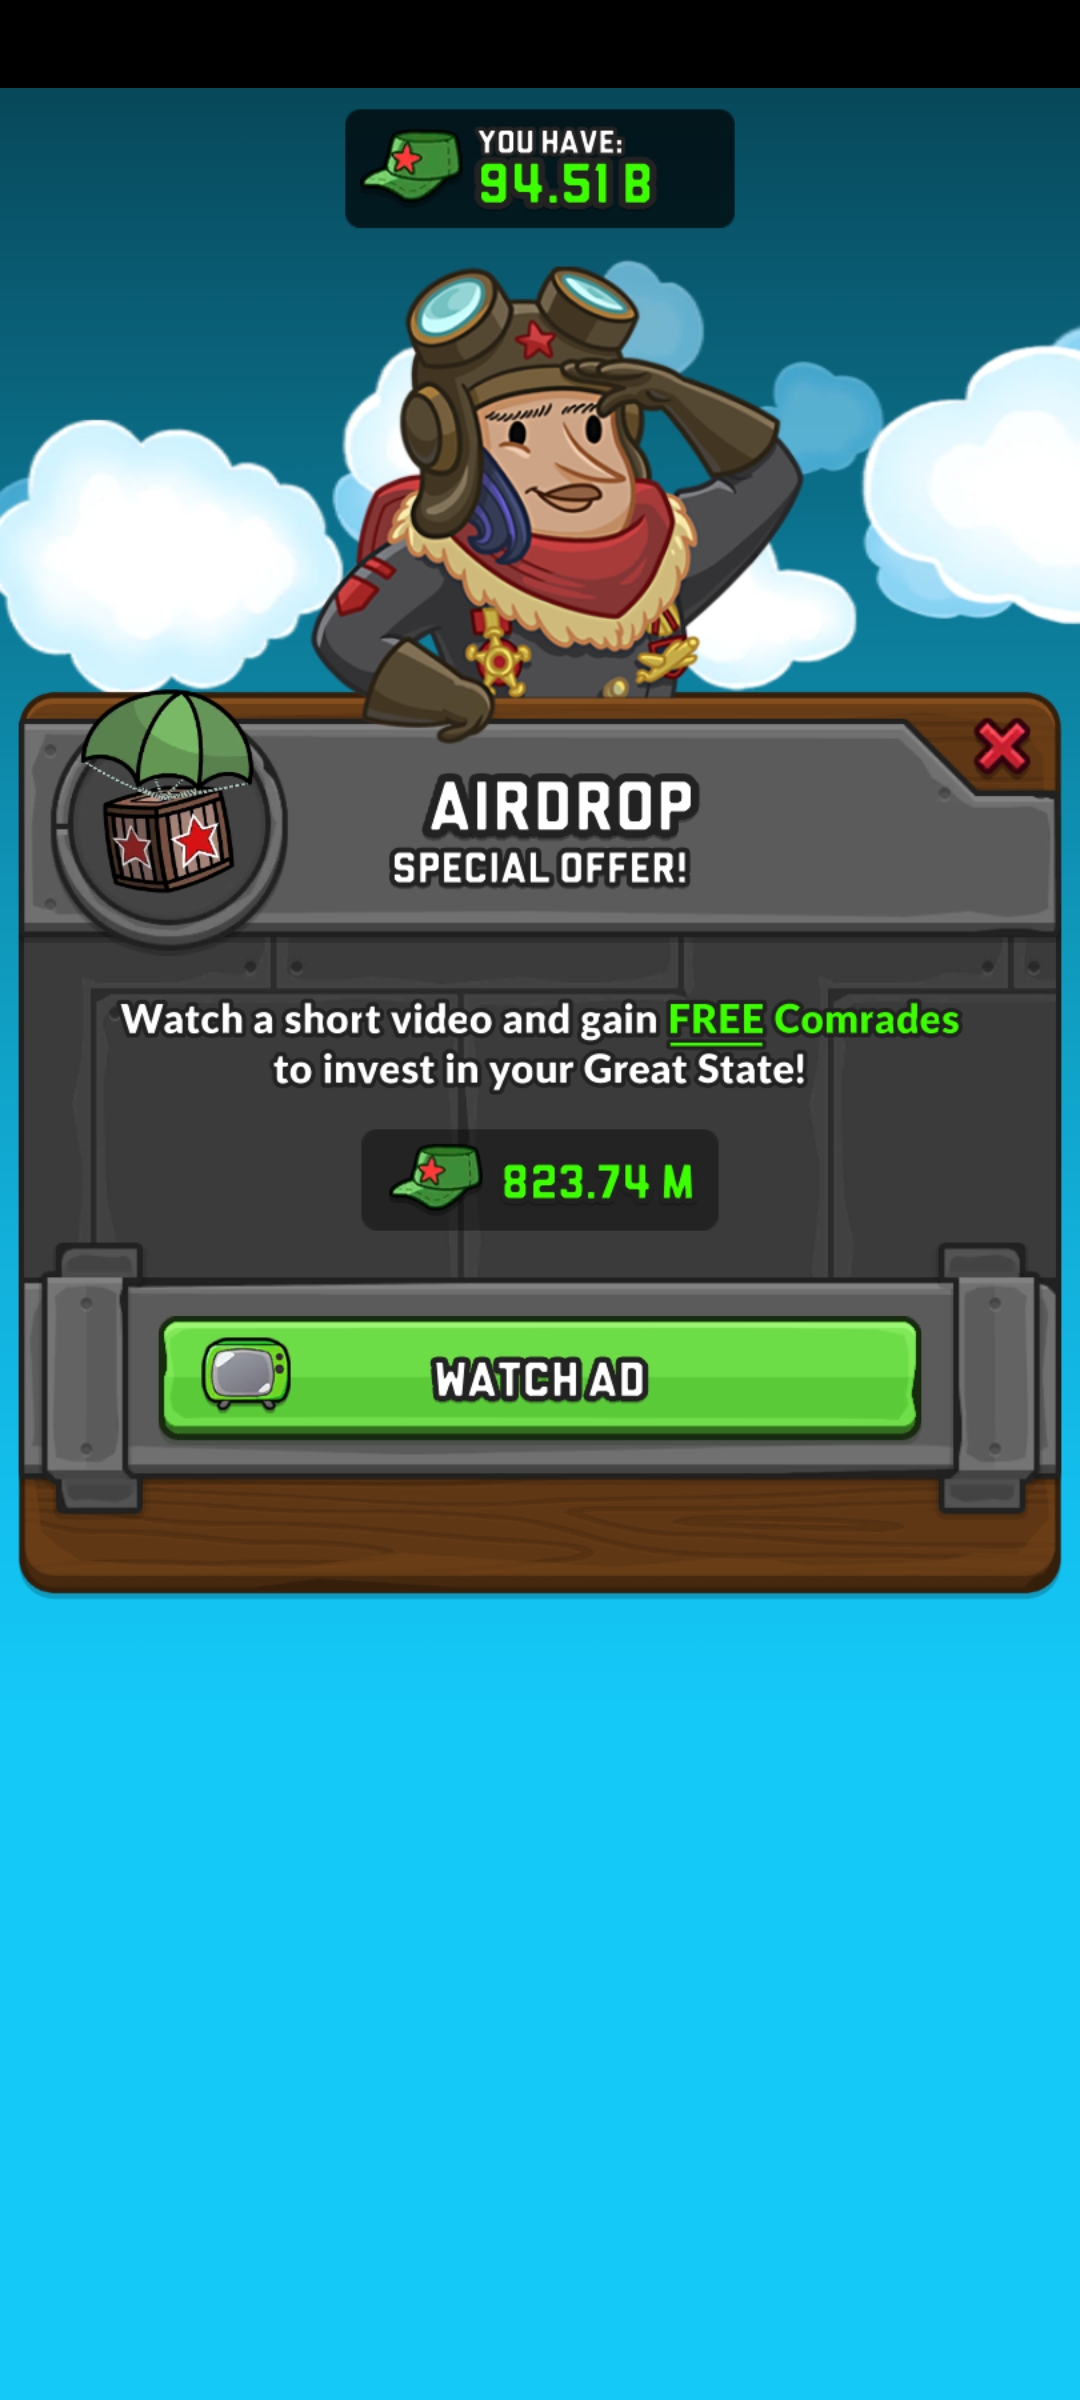 YOU HAVE:
94.51 B
AIRDROP
SPECIAL OFFER!
Watch a short video and gain FREE Comrades
to invest in your Great State!
823.74 M
WATCH AD